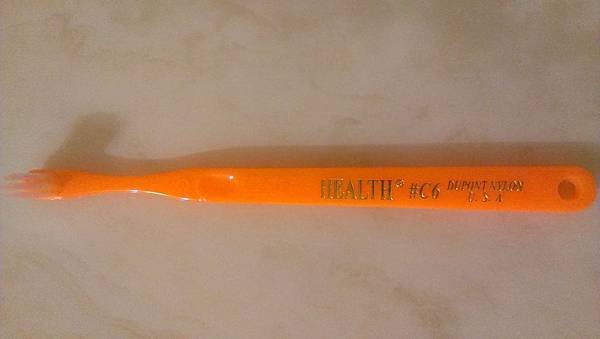 HEALTH® #C6 DUPONT NYLON
U. S. A